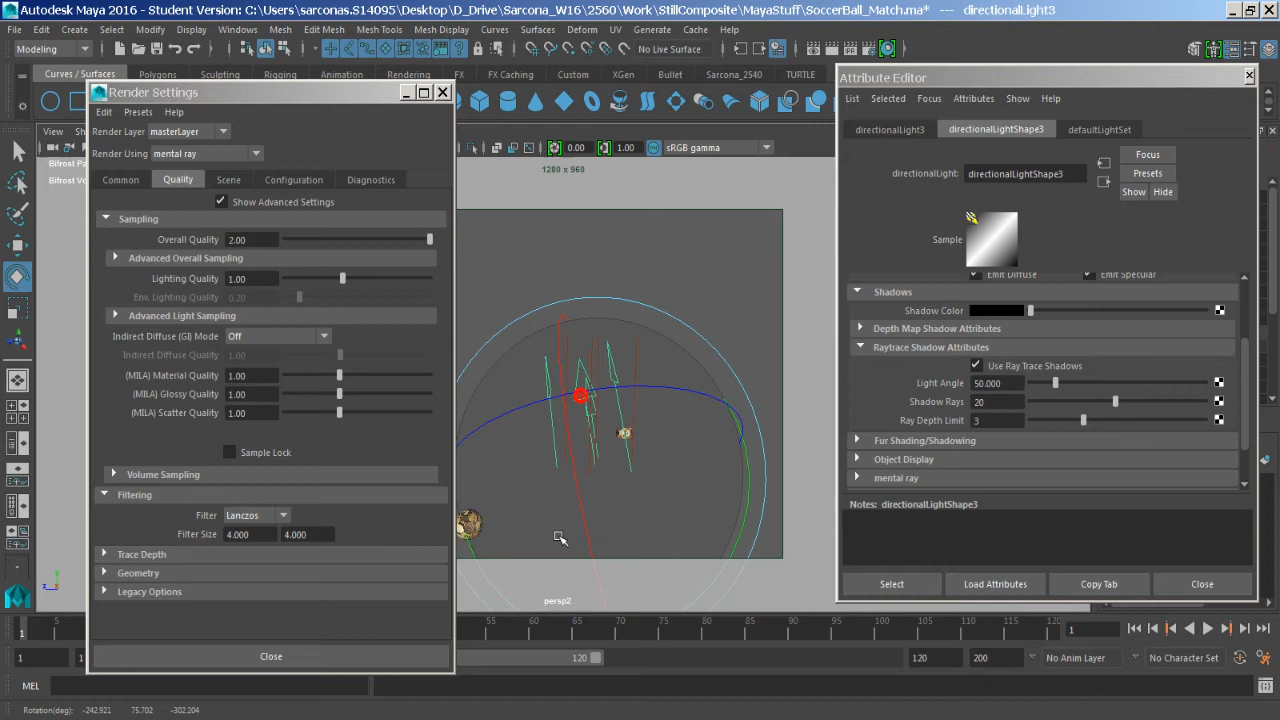 Autodesk Maya 2016 - Student Version: C:\Users\sarconas.S14095\Desktop\D_Drive\Sarcona_W16\2560\Work\StillComposite\MayaStuff\SoccerBall_Match.ma* --- directionalLight3
File Edit Create Select Modify Display Windows Mesh Edit Mesh Mesh Tools Mesh Display Curves Surfaces Deform UV Generate Cache Help
Modeling No Live Surface
Curves / Surfaces Polygons Sculpting Rigging Animation Rendering FX FX Caching Custom XGen Bullet Sarcona_2540 TURTLE
Render Settings
Edit Presets Help
Render Layer masterLayer
Render Using mental ray
Common Quality Scene Configuration Diagnostics
Show Advanced Settings
Sampling
Overall Quality 2.00
Advanced Overall Sampling
Lighting Quality 1.00
Env. Lighting Quality 0.20
Advanced Light Sampling
Indirect Diffuse (GI) Mode Off
Indirect Diffuse Quality 1.00
(MILA) Material Quality 1.00
(MILA) Glossy Quality 1.00
(MILA) Scatter Quality 1.00
Sample Lock
Volume Sampling
Filtering
Filter Lanczos
Filter Size 4.000 4.000
Trace Depth
Geometry
Legacy Options
Close
View
Bifrost
Bifrost
0.00 1.00 sRGB gamma
1280 x 960
persp2
Attribute Editor
List Selected Focus Attributes Show Help
directionalLight3 directionalLightShape3 defaultLightSet
directionalLight: directionalLightShape3
Focus
Presets
Show Hide
Sample
Emit Diffuse Emit Specular
Shadows
Shadow Color
Depth Map Shadow Attributes
Raytrace Shadow Attributes
Use Ray Trace Shadows
Light Angle 50.000
Shadow Rays 20
Ray Depth Limit 3
Fur Shading/Shadowing
Object Display
mental ray
Notes: directionalLightShape3
Select Load Attributes Copy Tab Close
1 5 55 60 65 70 75 80 85 90 95 100 105 110 115 120 1
1 1 120 120 200 No Anim Layer No Character Set
MEL
Rotation(deg): -242.921 75.702 -302.204